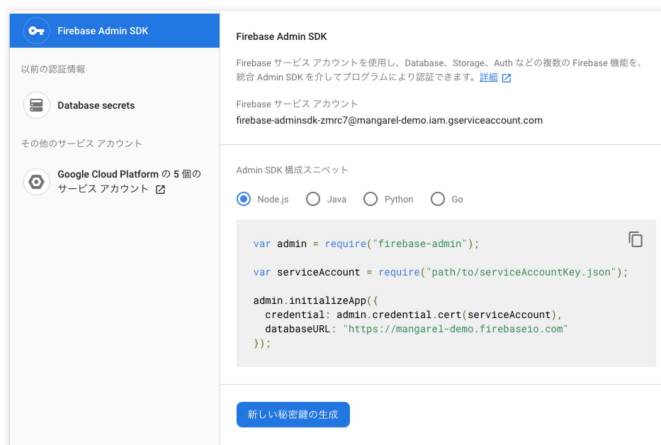 Firebase Admin SDK
以前の認証情報
Database secrets
その他のサービス アカウント
Google Cloud Platform の 5 個の
サービス アカウント
Firebase Admin SDK
Firebase サービス アカウントを使用し、Database、Storage、Auth などの複数の Firebase 機能を、
統合 Admin SDK を介してプログラムにより認証できます。詳細
Firebase サービス アカウント
firebase-adminsdk-zmrc7@mangarel-demo.iam.gserviceaccount.com
Admin SDK 構成スニペット
Node.js Java Python Go
var admin = require("firebase-admin");
var serviceAccount = require("path/to/serviceAccountKey.json");
admin.initializeApp({
  credential: admin.credential.cert(serviceAccount),
  databaseURL: "https://mangarel-demo.firebaseio.com"
});
新しい秘密鍵の生成